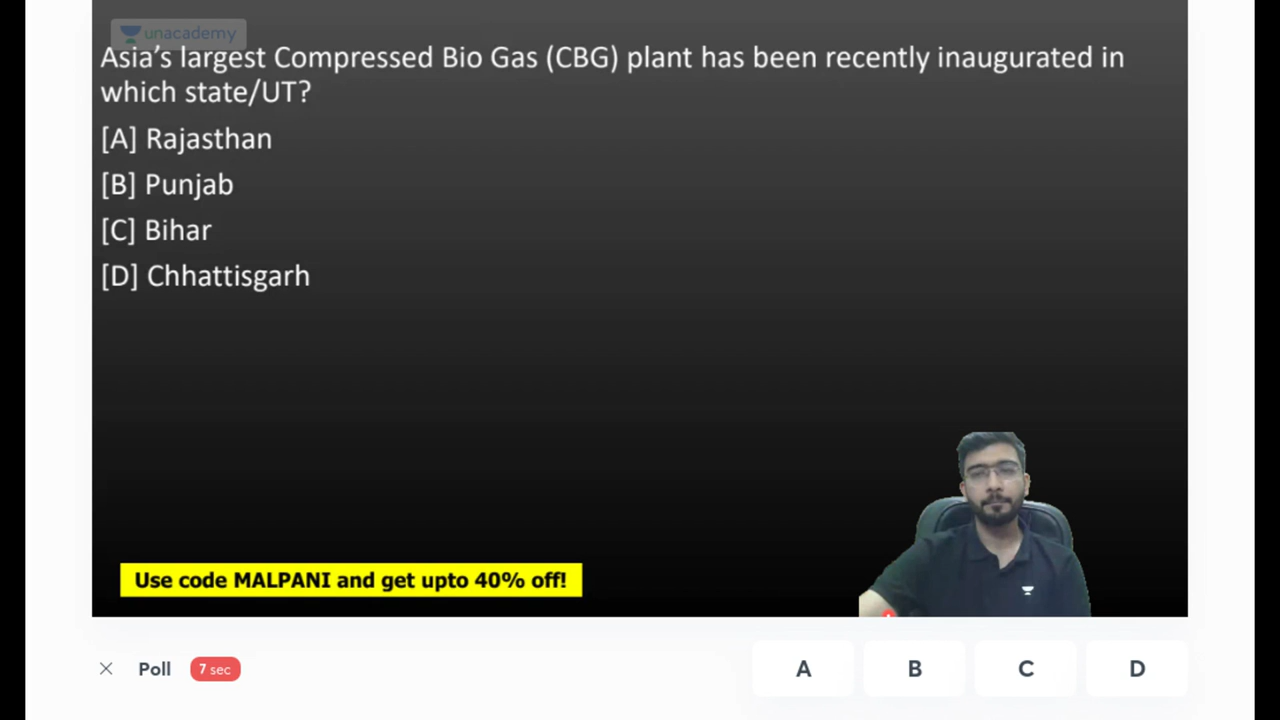 unacademy
Asia’s largest Compressed Bio Gas (CBG) plant has been recently inaugurated in
which state/UT?
[A] Rajasthan
[B] Punjab
[C] Bihar
[D] Chhattisgarh
Use code MALPANI and get upto 40% off!
Poll
7 sec
A
B
C
D